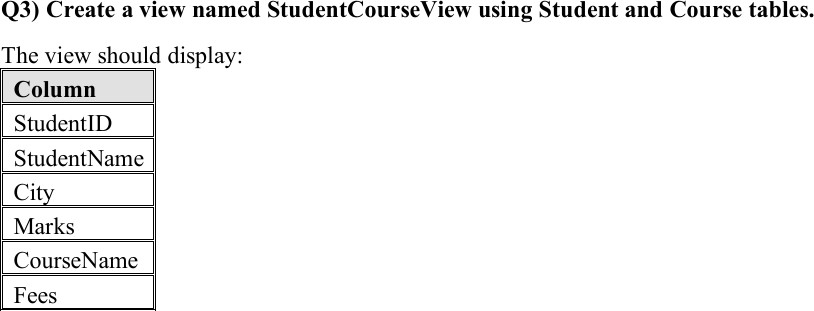 Q3) Create a view named StudentCourseView using Student and Course tables.
The view should display:
Column
StudentID
StudentName
City
Marks
CourseName
Fees